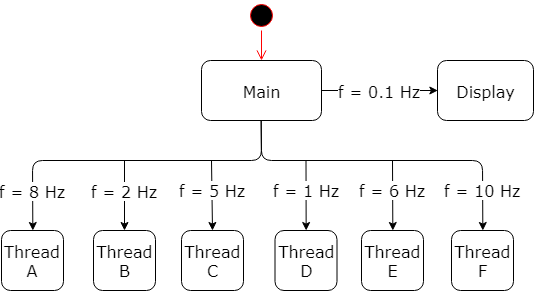 Main
f = 0.1 Hz
Display
f = 8 Hz
f = 2 Hz
f = 5 Hz
f = 1 Hz
f = 6 Hz
f = 10 Hz
Thread
A
Thread
B
Thread
C
Thread
D
Thread
E
Thread
F